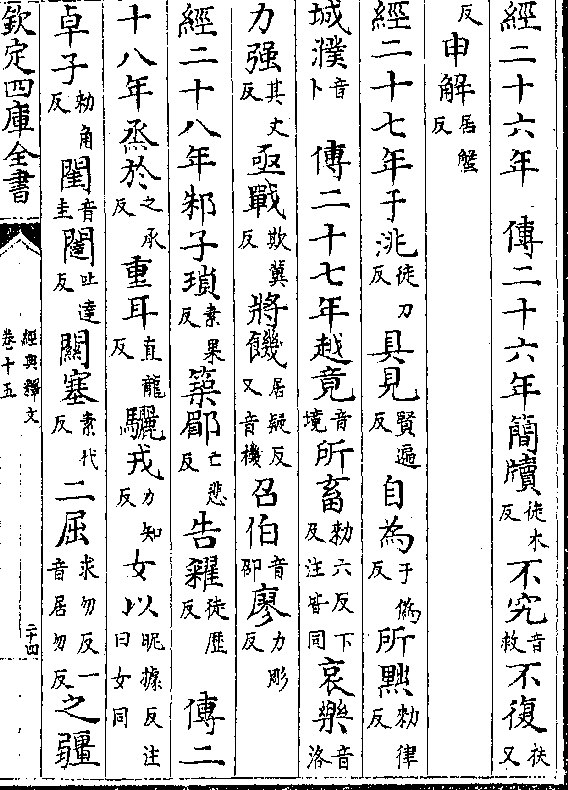 經二十六年　傳二十六年簡牘徒木反不究音救不復扶又
反申解居蟹反
經二十七年于洮徒刀反具見賢遍反自為于偽反所黜勑律反
城濮音卜　傳二十七年越竟音境所畜勑六反下及注皆同哀樂音洛
力强其丈反亟戰欺冀反將饑居疑反又音機召伯音邵廖力彫反
經二十八年邾子瑣素果反築郿亡悲反告糴徒歷反　傳二
十八年烝於之承反重耳直龍反驪戎力知反女以昵據反注曰女同
卓子勑角反閨音圭闥吐達反關塞素代反二屈求勿反一音居勿反之疆
欽定四庫全書
經典釋文
卷十五
二十四